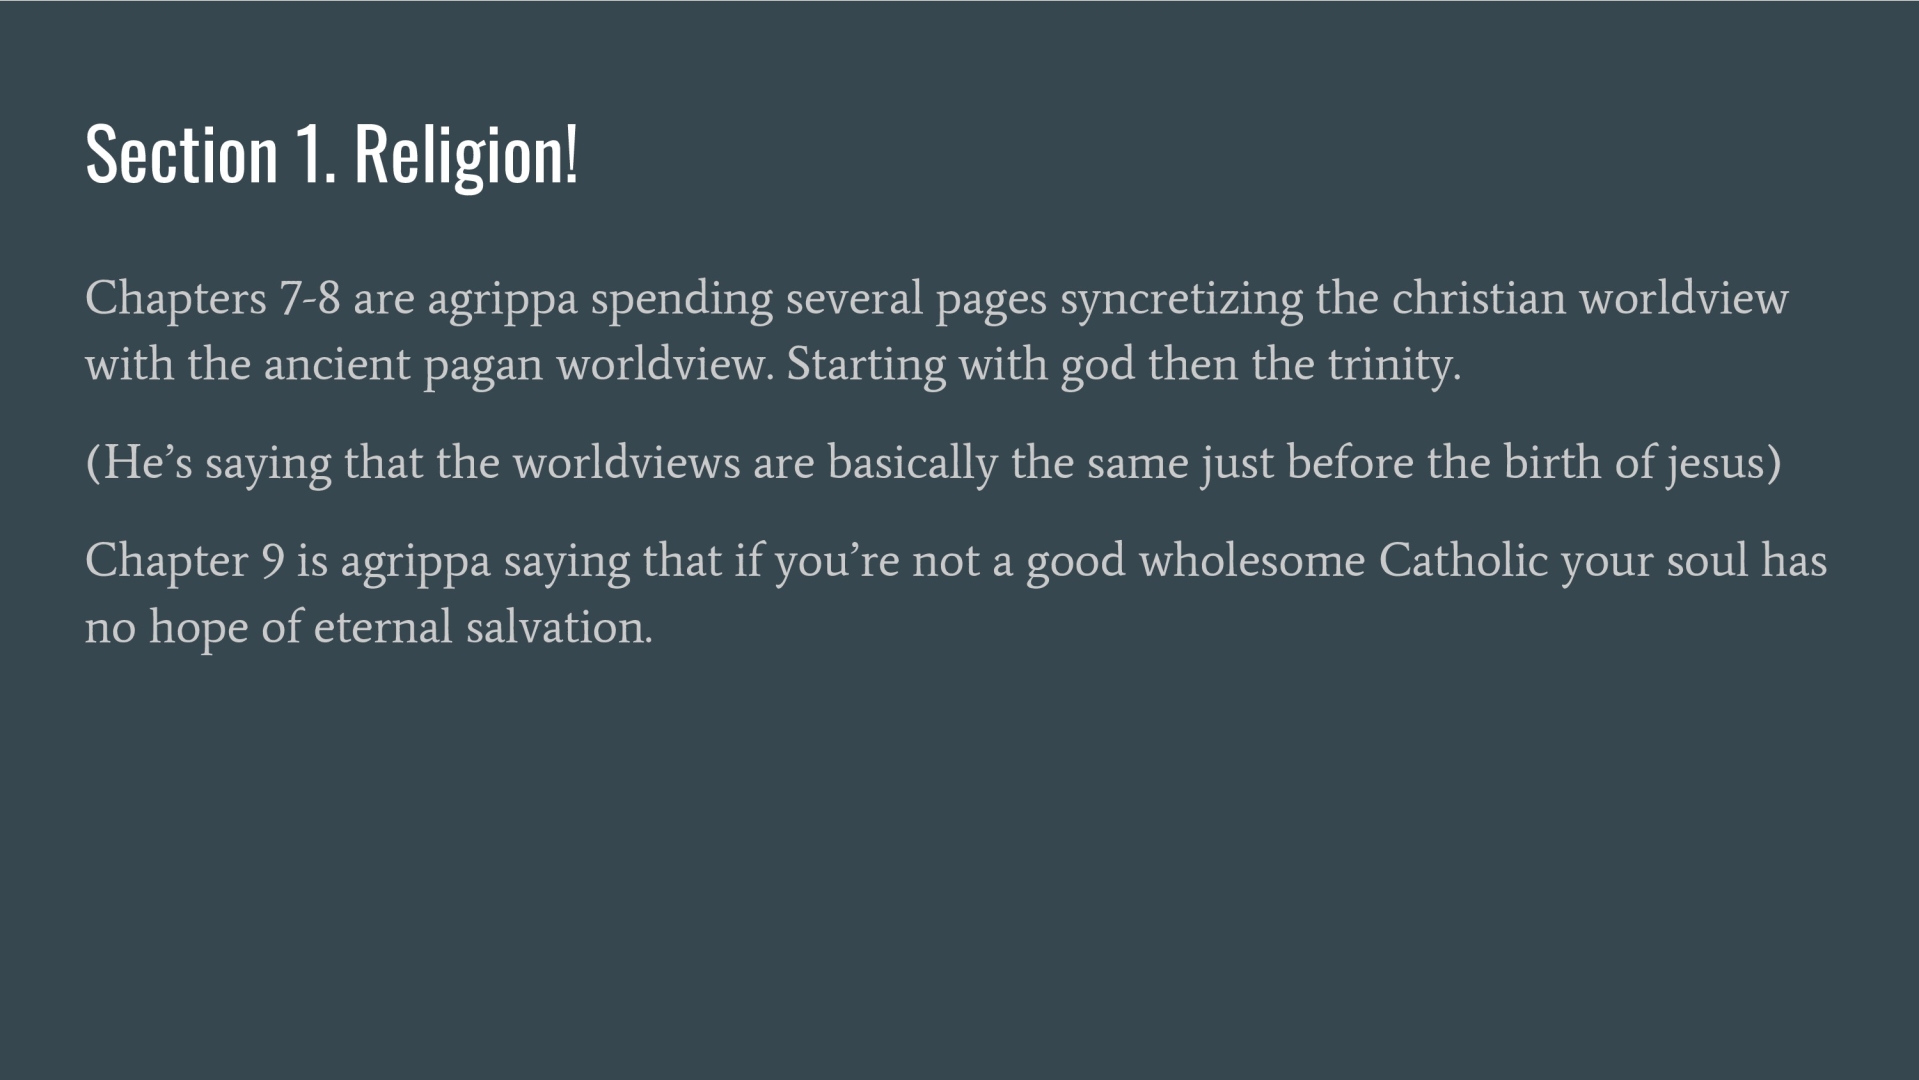 Section 1. Religion!
Chapters 7-8 are agrippa spending several pages syncretizing the christian worldview
with the ancient pagan worldview. Starting with god then the trinity.
(He’s saying that the worldviews are basically the same just before the birth of jesus)
Chapter 9 is agrippa saying that if you’re not a good wholesome Catholic your soul has
no hope of eternal salvation.